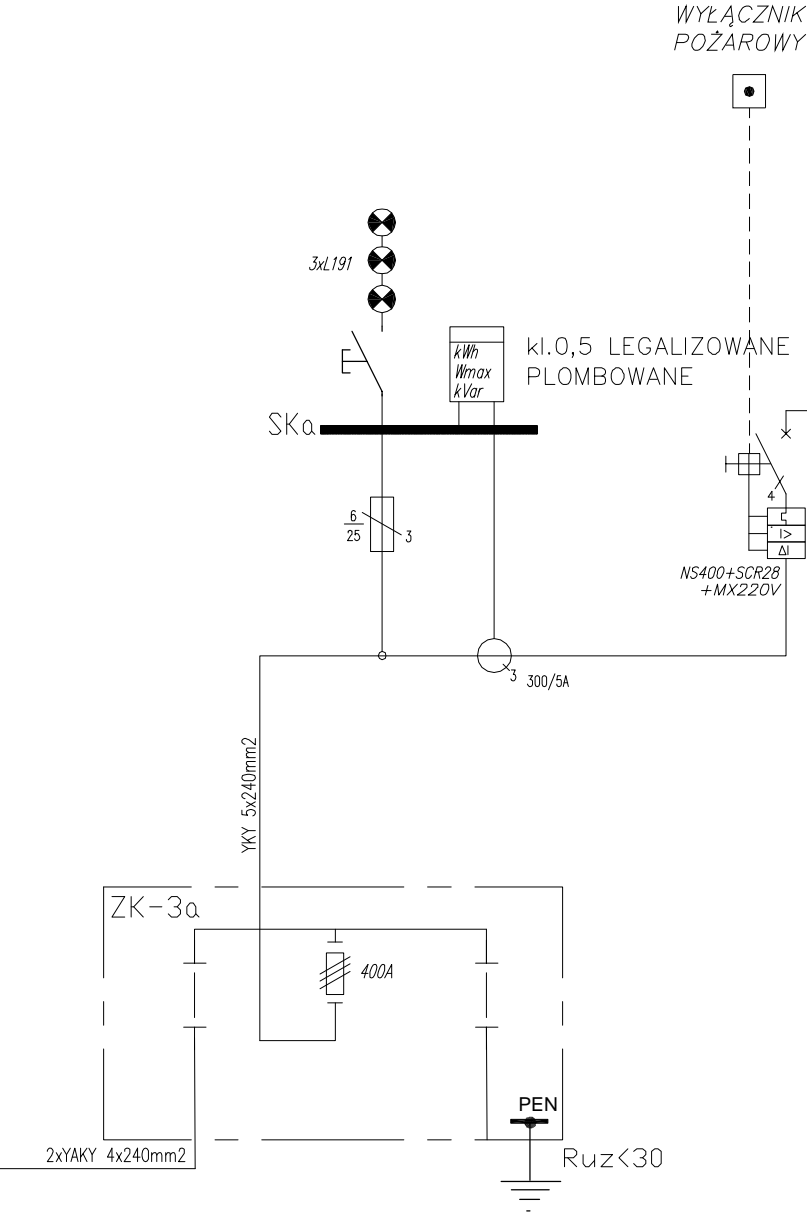 WYŁĄCZNIK
POŻAROWY
3xL191
kWh
Wmax
kVar
kl.0,5 LEGALIZOWANE
PLOMBOWANE
SKa
4
6
25
3
I>
ΔI
NS400+SCR28
+MX220V
3
300/5A
YKY 5x240mm2
ZK-3a
400A
PEN
2xYAKY 4x240mm2
Ruz<30